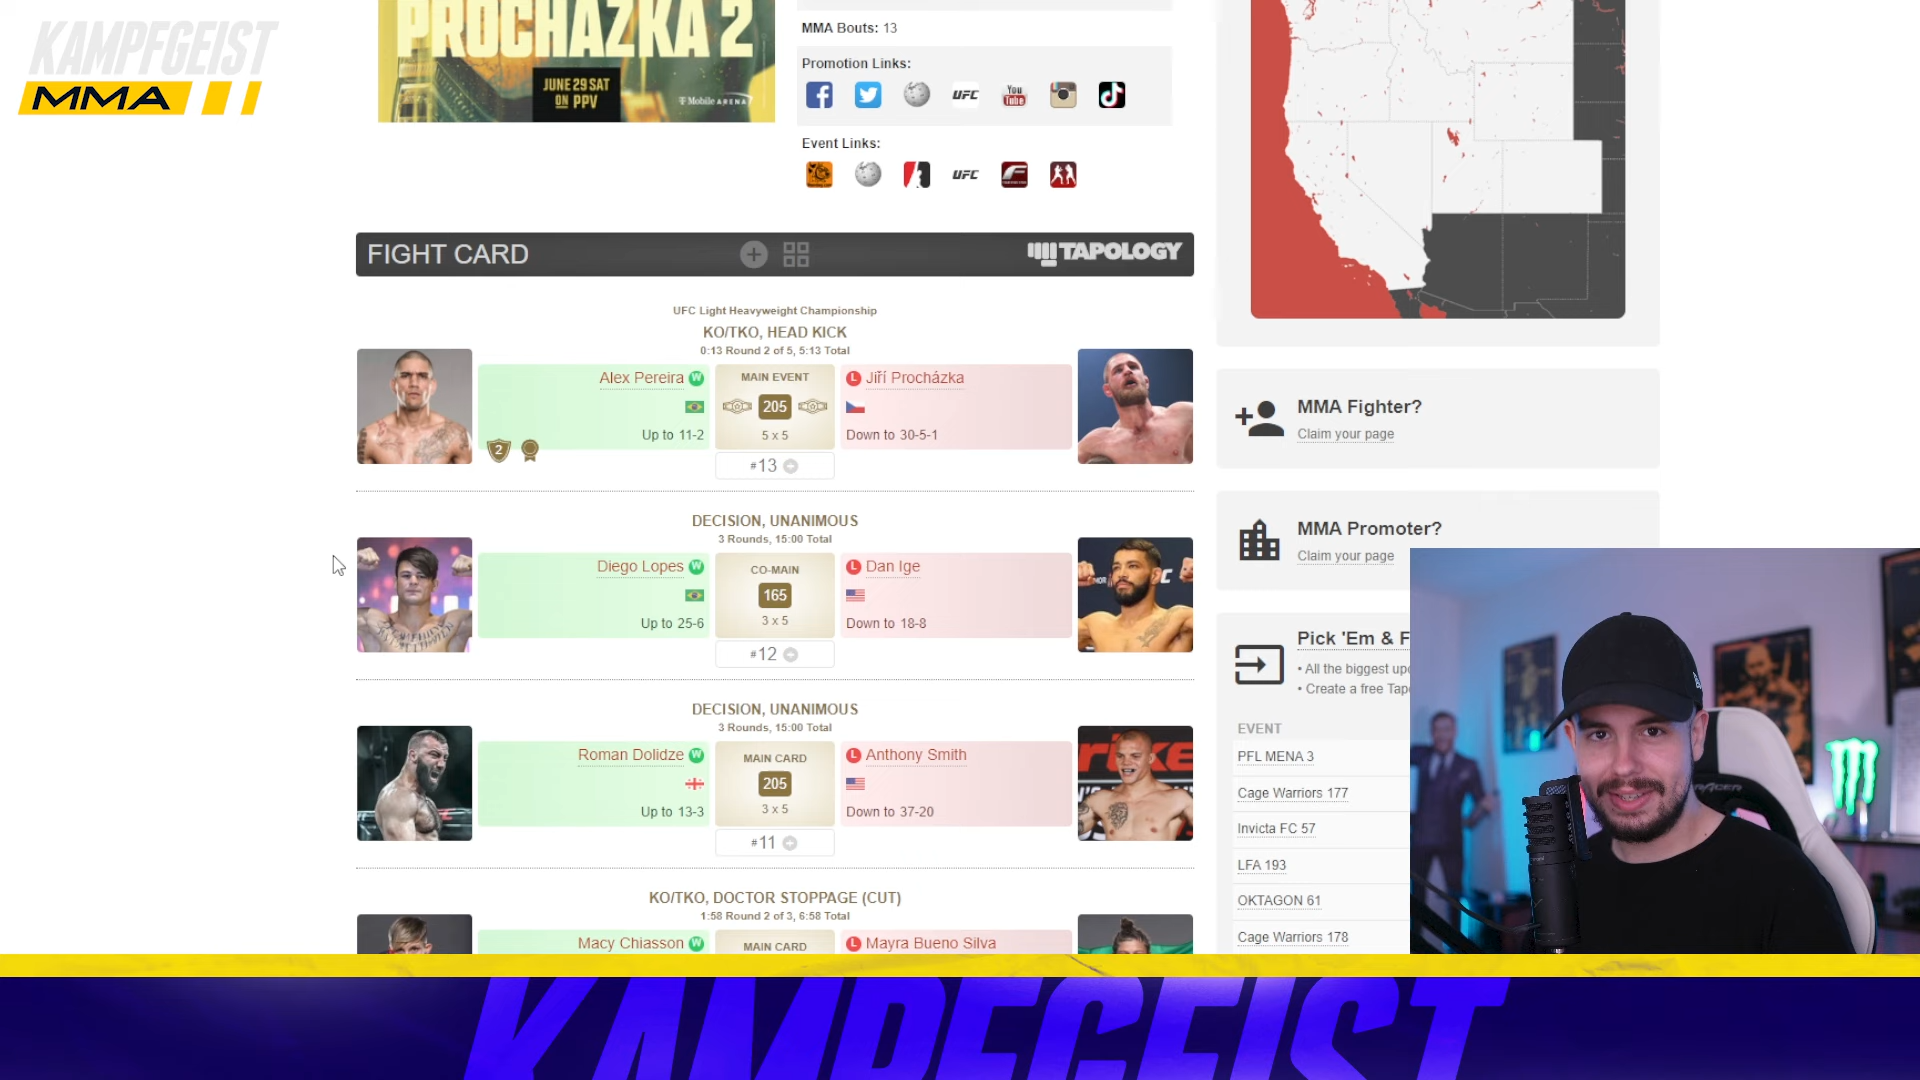 KAMPFGEIST
MMA
PROCHÁZKA 2
JUNE 29 SAT
ON PPV
T Mobile ARENA
MMA Bouts: 13
Promotion Links:
UFC
You
Tube
Event Links:
UFC
FIGHT CARD
TAPOLOGY
UFC Light Heavyweight Championship
KO/TKO, HEAD KICK
0:13 Round 2 of 5, 5:13 Total
Alex Pereira W
MAIN EVENT
L Jiří Procházka
205
Up to 11-2
5 x 5
Down to 30-5-1
2
#13
DECISION, UNANIMOUS
3 Rounds, 15:00 Total
Diego Lopes W
CO-MAIN
L Dan Ige
165
Up to 25-6
3 x 5
Down to 18-8
#12
DECISION, UNANIMOUS
3 Rounds, 15:00 Total
Roman Dolidze W
MAIN CARD
L Anthony Smith
205
Up to 13-3
3 x 5
Down to 37-20
#11
KO/TKO, DOCTOR STOPPAGE (CUT)
1:58 Round 2 of 3, 6:58 Total
Macy Chiasson W
MAIN CARD
L Mayra Bueno Silva
MMA Fighter?
Claim your page
MMA Promoter?
Claim your page
Pick 'Em & F
• All the biggest upc
• Create a free Tap
EVENT
PFL MENA 3
Cage Warriors 177
Invicta FC 57
LFA 193
OKTAGON 61
Cage Warriors 178
KAMPFGEIST